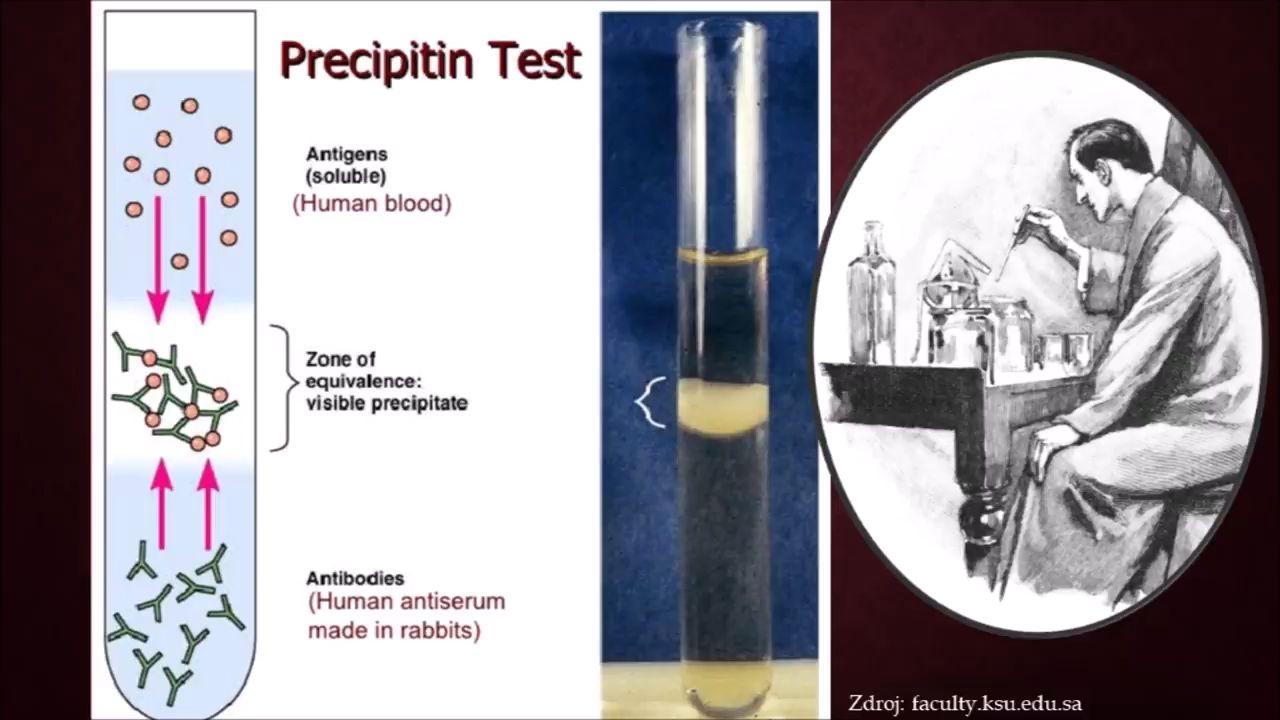 Precipitin Test
Antigens
(soluble)
(Human blood)
Zone of
equivalence:
visible precipitate
Antibodies
(Human antiserum
made in rabbits)
Zdroj: faculty.ksu.edu.sa